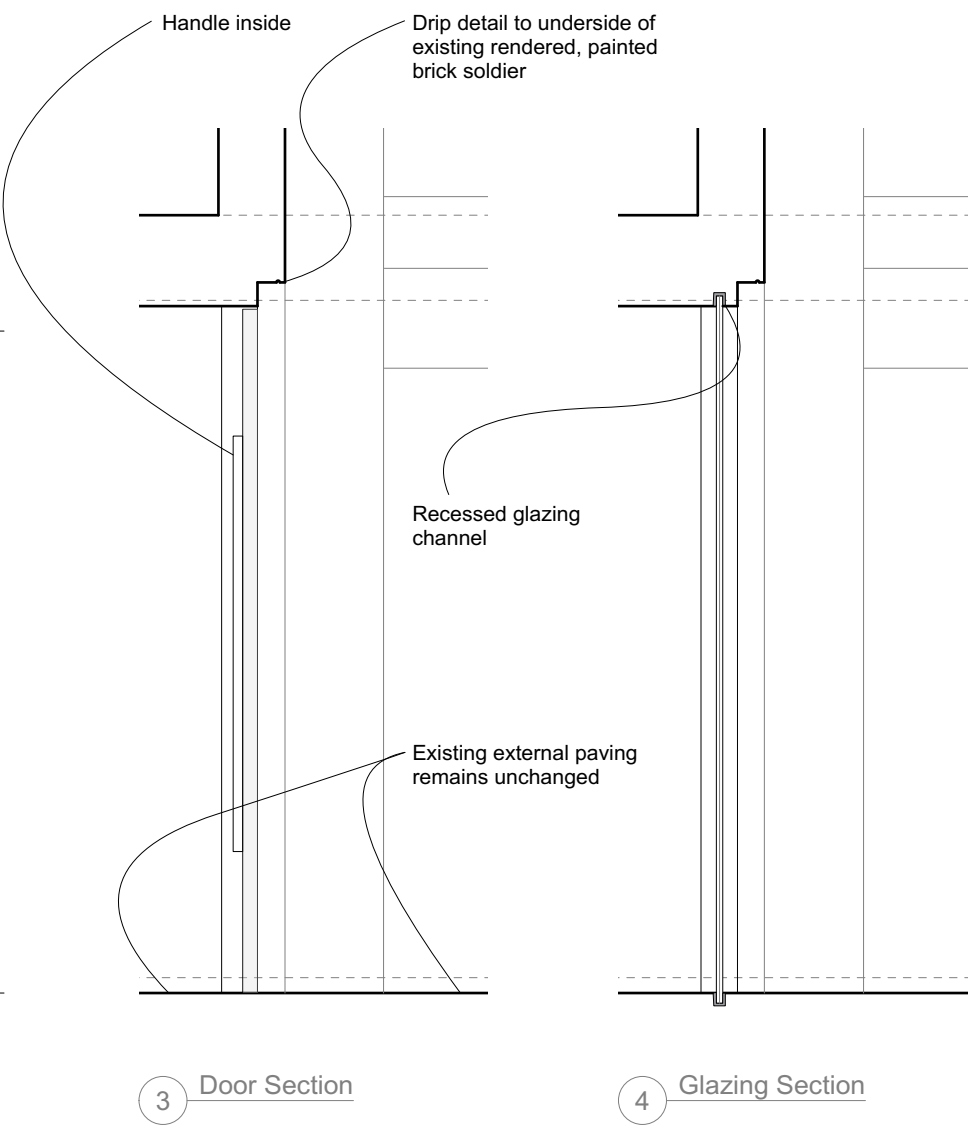 Handle inside
Drip detail to underside of
existing rendered, painted
brick soldier
Recessed glazing
channel
Existing external paving
remains unchanged
3 Door Section
4 Glazing Section